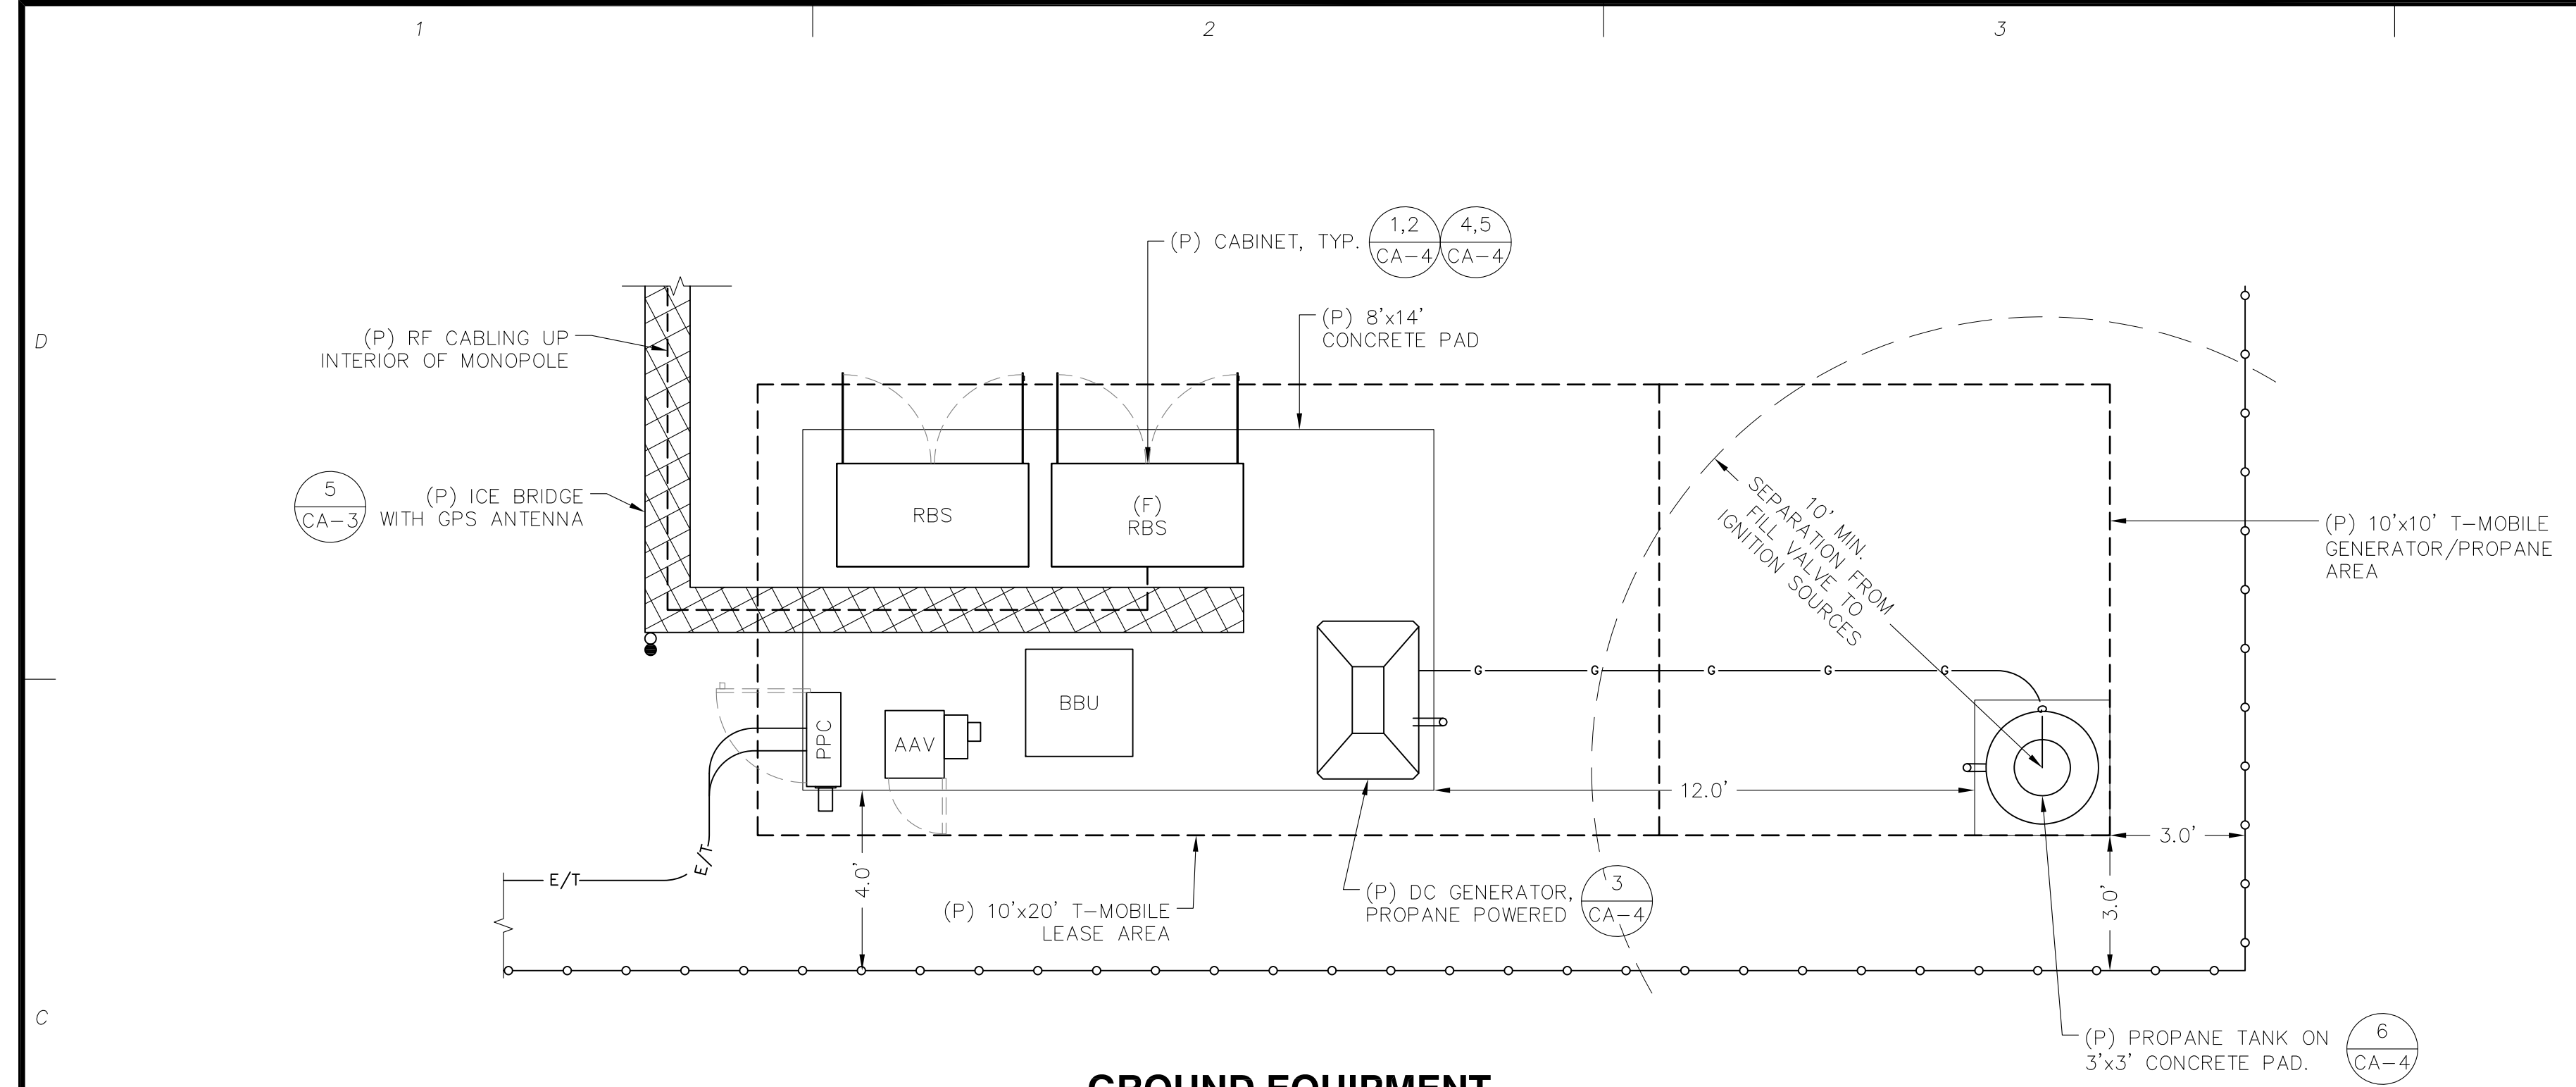 1
2
3
D
C
(P) CABINET, TYP.
1,2
CA-4
4,5
CA-4
(P) 8'x14'
CONCRETE PAD
(P) RF CABLING UP
INTERIOR OF MONOPOLE
5
CA-3
(P) ICE BRIDGE
WITH GPS ANTENNA
RBS
(F)
RBS
10' MIN.
SEPARATION FROM
FILL VALVE TO
IGNITION SOURCES
(P) 10'x10' T-MOBILE
GENERATOR/PROPANE
AREA
G
G
G
G
G
BBU
PPC
AAV
12.0'
3.0'
3.0'
4.0'
E/T
E/T
(P) 10'x20' T-MOBILE
LEASE AREA
(P) DC GENERATOR,
PROPANE POWERED
3
CA-4
(P) PROPANE TANK ON
3'x3' CONCRETE PAD.
6
CA-4
GROUND EQUIPMENT